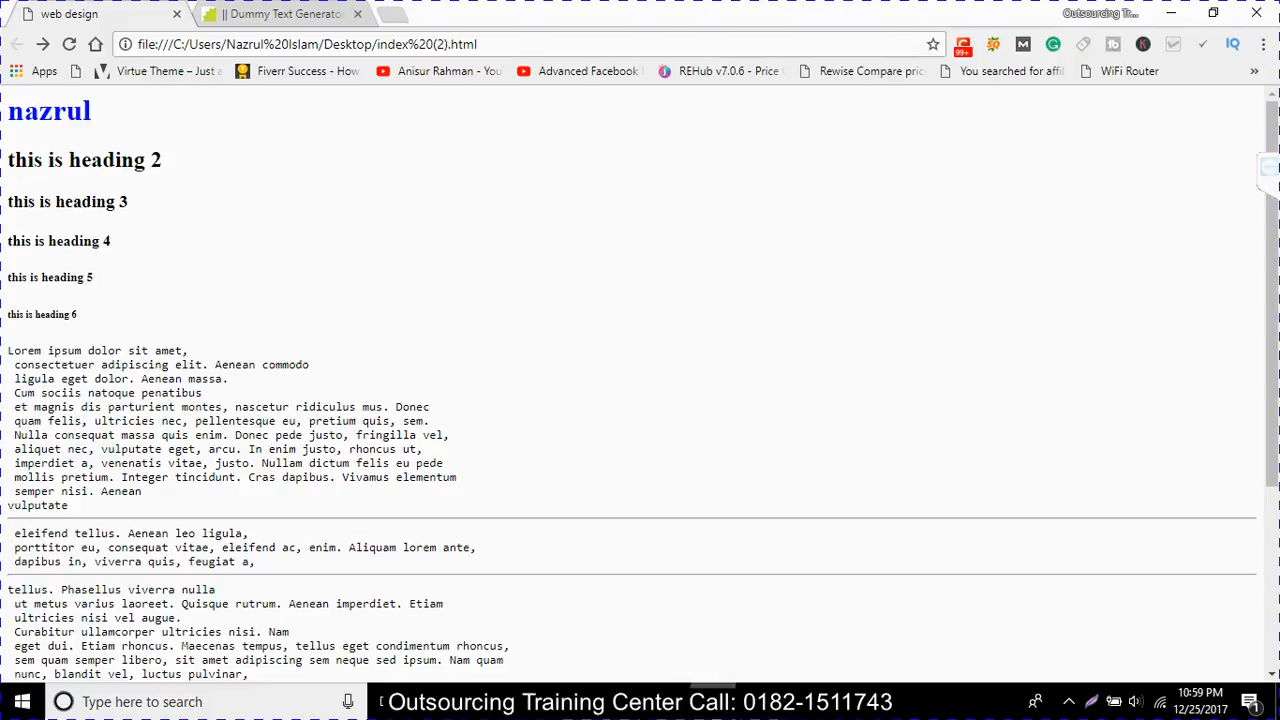 web design
|| Dummy Text Generator
Outsourcing Tr...
file:///C:/Users/Nazrul%20Islam/Desktop/index%20(2).html
99+
Apps
Virtue Theme- Just a
Fiverr Success - How
Anisur Rahman - You
Advanced Facebook
REHub v7.0.6 - Price C
Rewise Compare pric
You searched for affil
WiFi Router
nazrul
this is heading 2
this is heading 3
this is heading 4
this is heading 5
this is heading 6
Lorem ipsum dolor sit amet,
consectetuer adipiscing elit. Aenean commodo
ligula eget dolor. Aenean massa.
Cum sociis natoque penatibus
et magnis dis parturient montes, nascetur ridiculus mus. Donec
quam felis, ultricies nec, pellentesque eu, pretium quis, sem.
Nulla consequat massa quis enim. Donec pede justo, fringilla vel,
aliquet nec, vulputate eget, arcu. In enim justo, rhoncus ut,
imperdiet a, venenatis vitae, justo. Nullam dictum felis eu pede
mollis pretium. Integer tincidunt. Cras dapibus. Vivamus elementum
semper nisi. Aenean
vulputate
eleifend tellus. Aenean leo ligula,
porttitor eu, consequat vitae, eleifend ac, enim. Aliquam lorem ante,
dapibus in, viverra quis, feugiat a,
tellus. Phasellus viverra nulla
ut metus varius laoreet. Quisque rutrum. Aenean imperdiet. Etiam
ultricies nisi vel augue.
Curabitur ullamcorper ultricies nisi. Nam
eget dui. Etiam rhoncus. Maecenas tempus, tellus eget condimentum rhoncus,
sem quam semper libero, sit amet adipiscing sem neque sed ipsum. Nam quam
nunc, blandit vel, luctus pulvinar,
Type here to search
Outsourcing Training Center Call: 0182-1511743
10:59 PM
12/25/2017